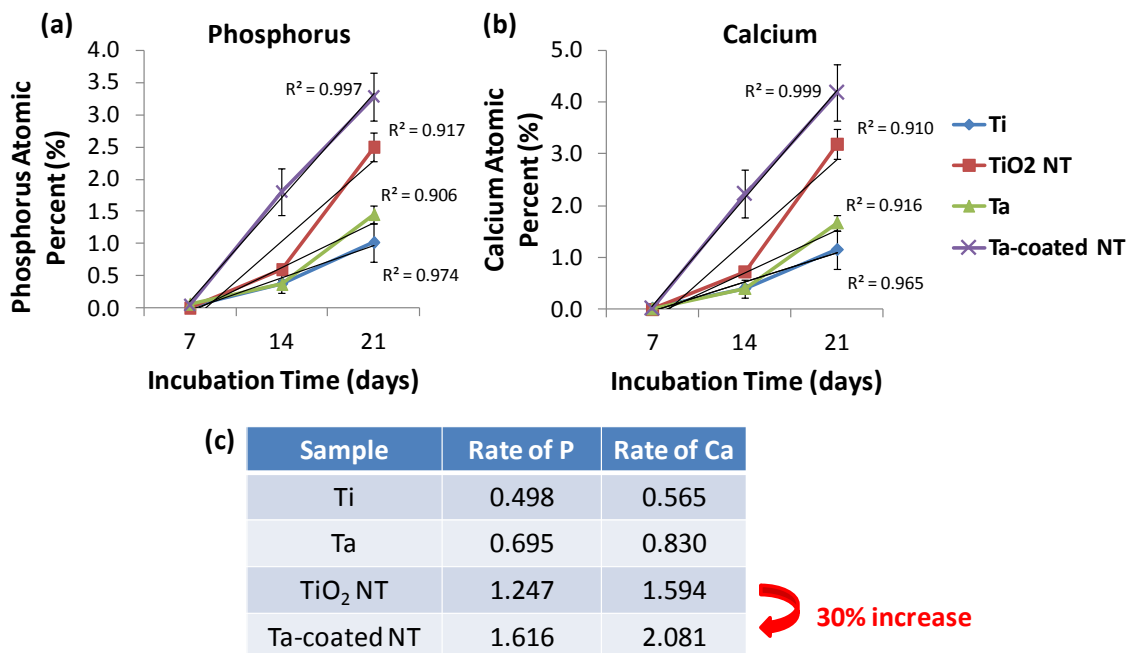 (a)
Phosphorus
Phosphorus Atomic
Percent (%)
4.0
3.5
3.0
2.5
2.0
1.5
1.0
0.5
0.0
R² = 0.997
R² = 0.917
R² = 0.906
R² = 0.974
7 14 21
Incubation Time (days)
(b)
Calcium
Calcium Atomic
Percent (%)
5.0
4.0
3.0
2.0
1.0
0.0
R² = 0.999
R² = 0.910
R² = 0.916
R² = 0.965
7 14 21
Incubation Time (days)
Ti
TiO2 NT
Ta
Ta-coated NT
(c)
Sample Rate of P Rate of Ca
Ti 0.498 0.565
Ta 0.695 0.830
TiO₂ NT 1.247 1.594
Ta-coated NT 1.616 2.081
30% increase